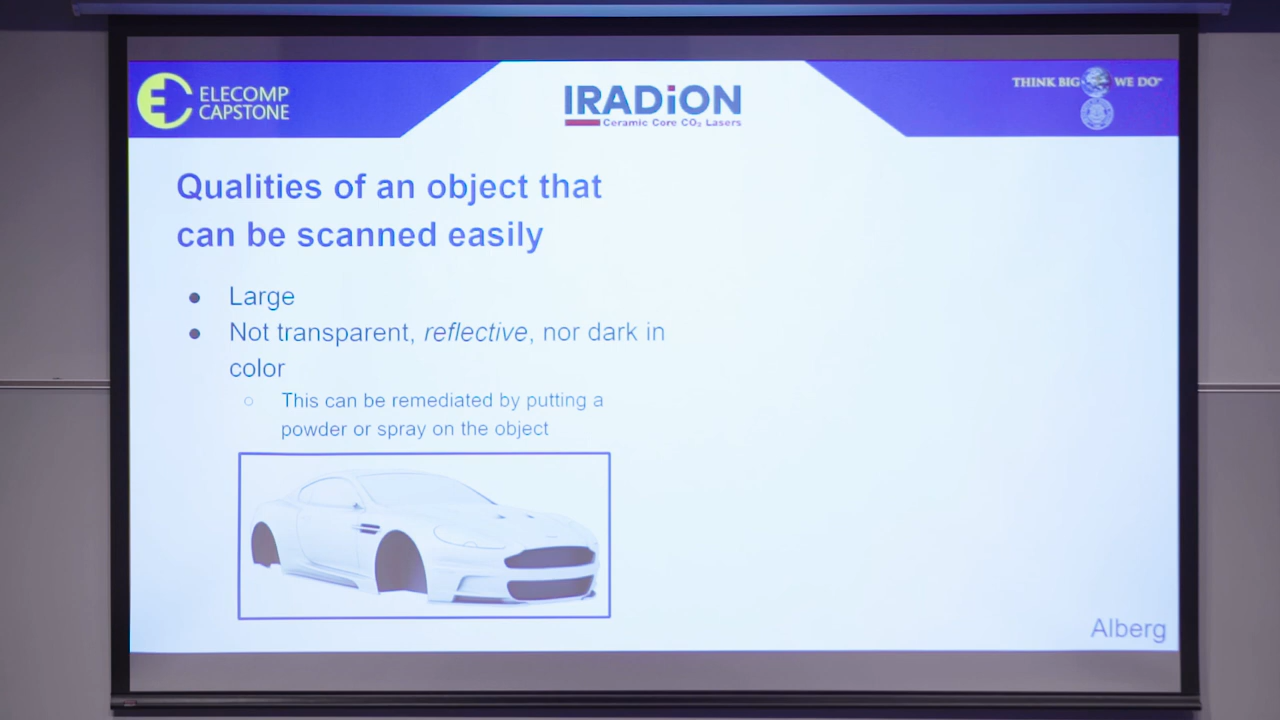 ELECOMP
CAPSTONE
IRADiON
Ceramic Core CO₂ Lasers
THINK BIG WE DO
Qualities of an object that
can be scanned easily
● Large
● Not transparent, reflective, nor dark in
color
○ This can be remediated by putting a
powder or spray on the object
Alberg